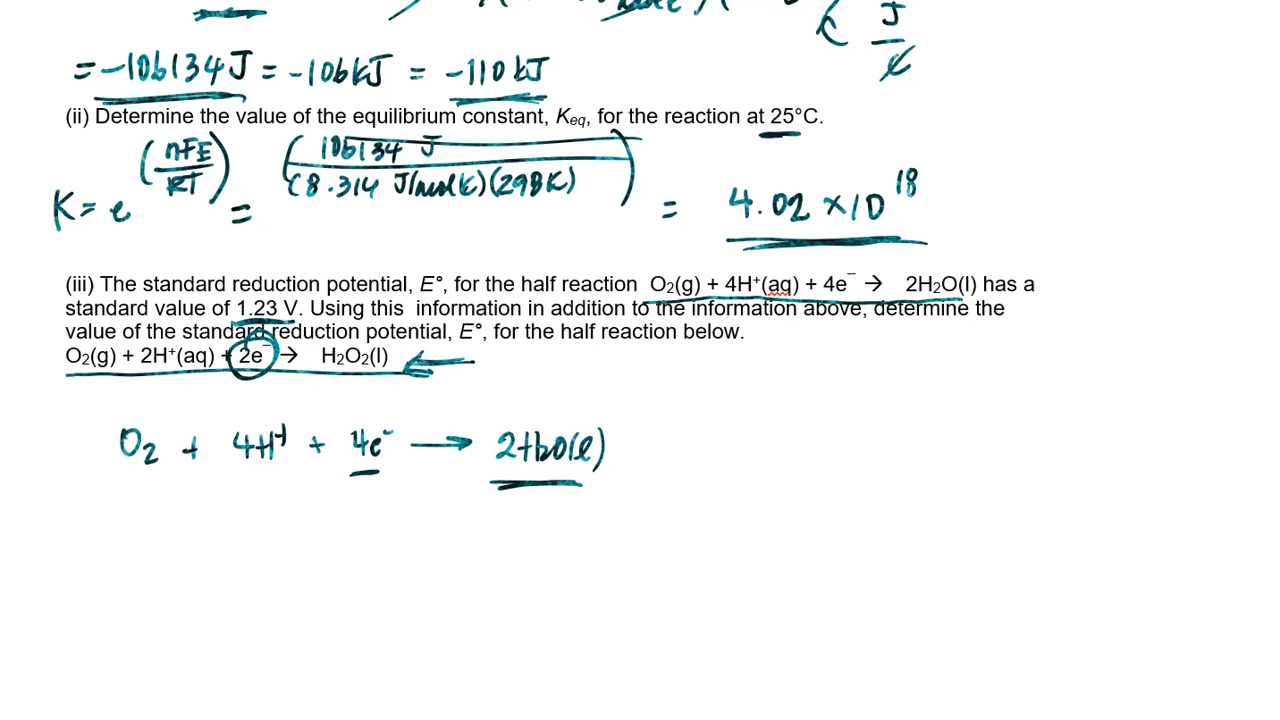 J
= -106134 J = -106 kJ = -110 kJ
(ii) Determine the value of the equilibrium constant, Keq, for the reaction at 25°C.
K = e (nFE/RT) = (106134 J / (8.314 J/mol K)(298K)) = 4.02 × 10^18
(iii) The standard reduction potential, E°, for the half reaction O2(g) + 4H+(aq) + 4e¯ → 2H2O(l) has a
standard value of 1.23 V. Using this information in addition to the information above, determine the
value of the standard reduction potential, E°, for the half reaction below.
O2(g) + 2H+(aq) + 2e¯ → H2O2(l)
O2 + 4H+ + 4e- → 2H2O(l)